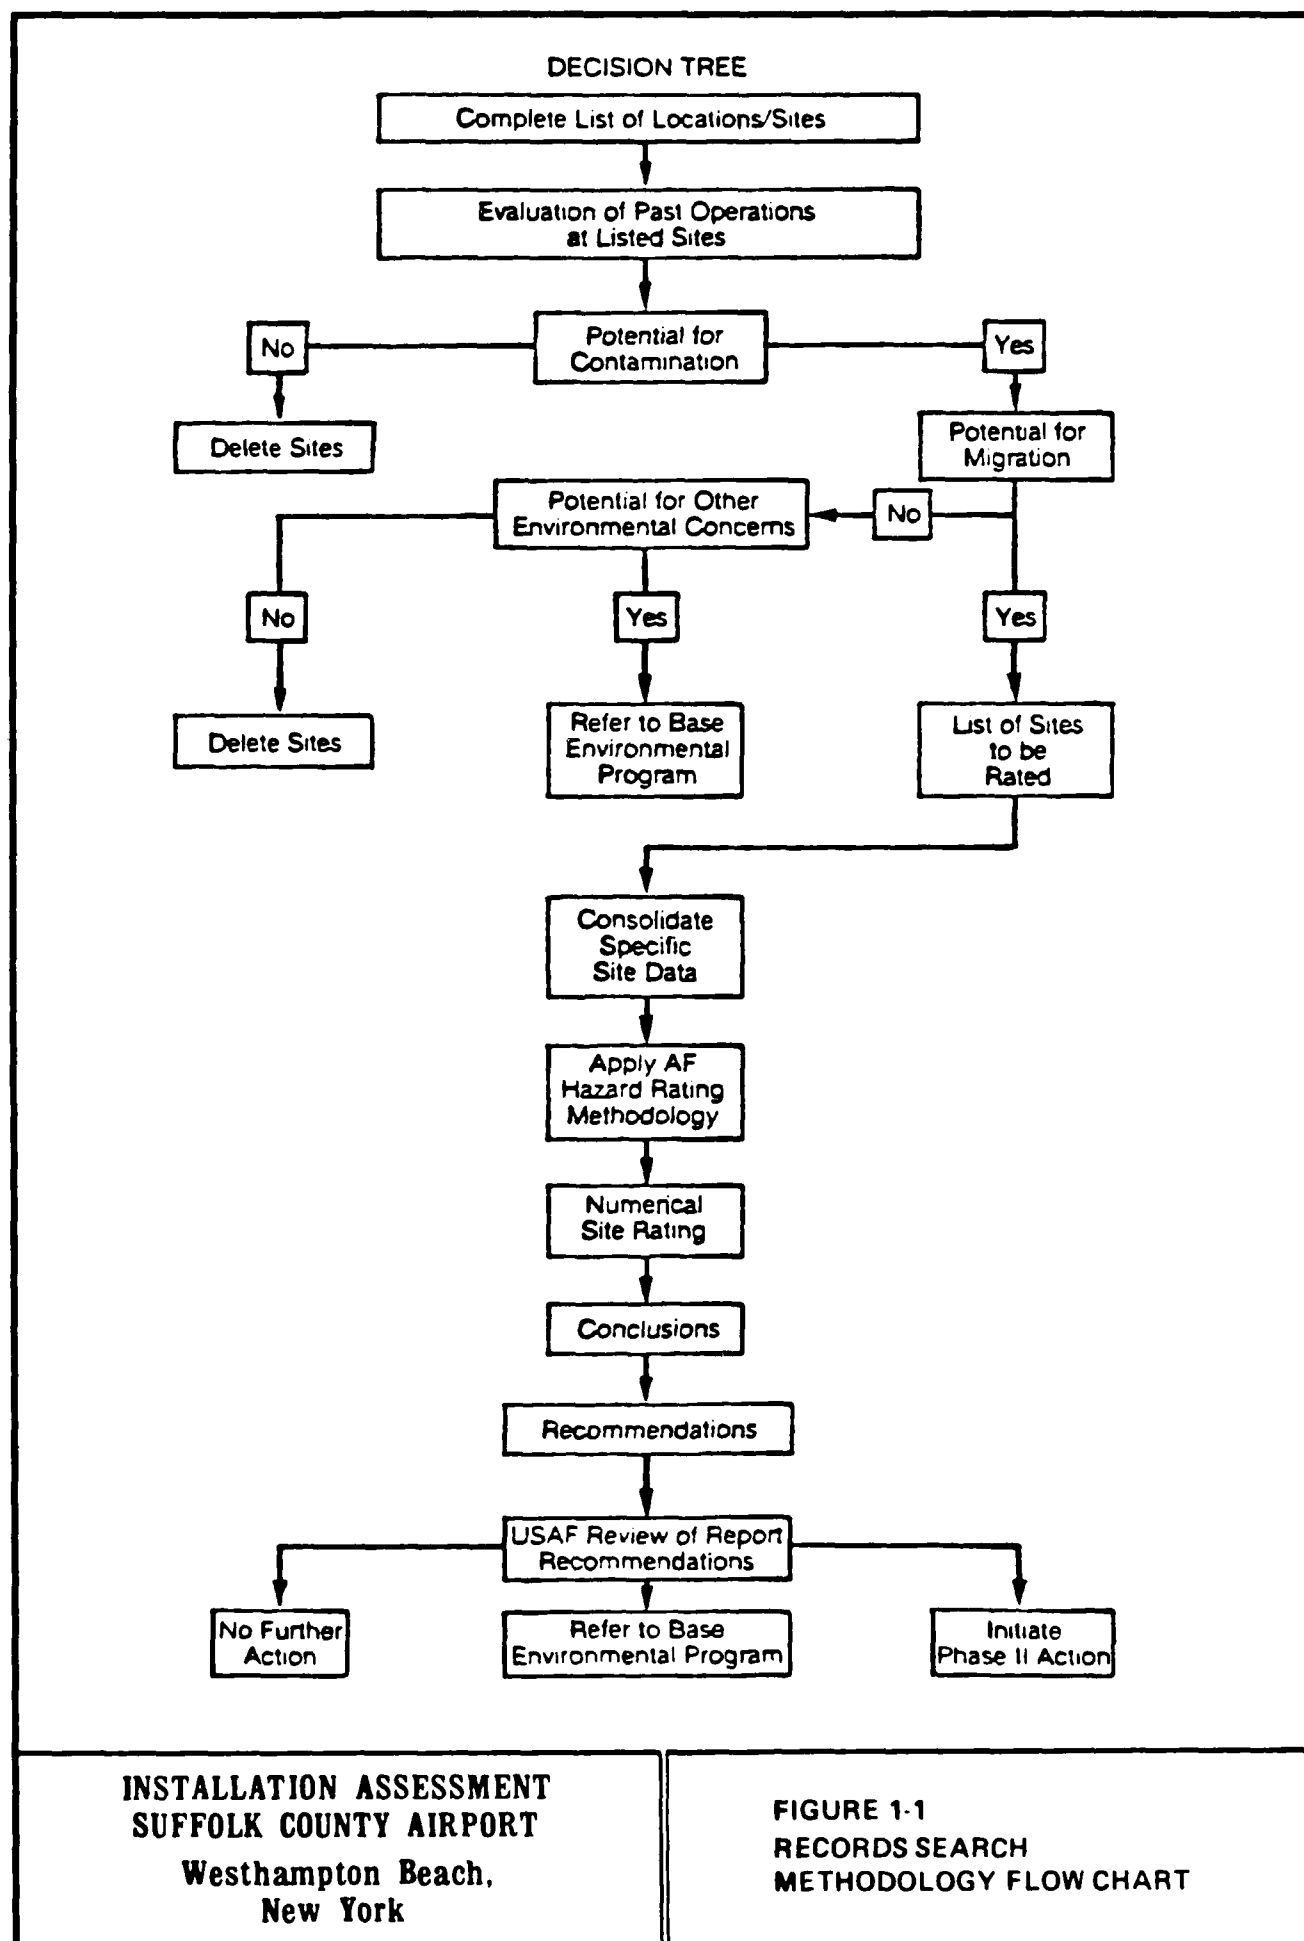 DECISION TREE
Complete List of Locations/Sites
Evaluation of Past Operations
at Listed Sites
No
Potential for
Contamination
Yes
Delete Sites
Potential for
Migration
Potential for Other
Environmental Concerns
No
No
Yes
Yes
Delete Sites
Refer to Base
Environmental
Program
List of Sites
to be
Rated
Consolidate
Specific
Site Data
Apply AF
Hazard Rating
Methodology
Numerical
Site Rating
Conclusions
Recommendations
USAF Review of Report
Recommendations
No Further
Action
Refer to Base
Environmental Program
Initiate
Phase II Action
INSTALLATION ASSESSMENT
SUFFOLK COUNTY AIRPORT
Westhampton Beach,
New York
FIGURE 1-1
RECORDS SEARCH
METHODOLOGY FLOW CHART